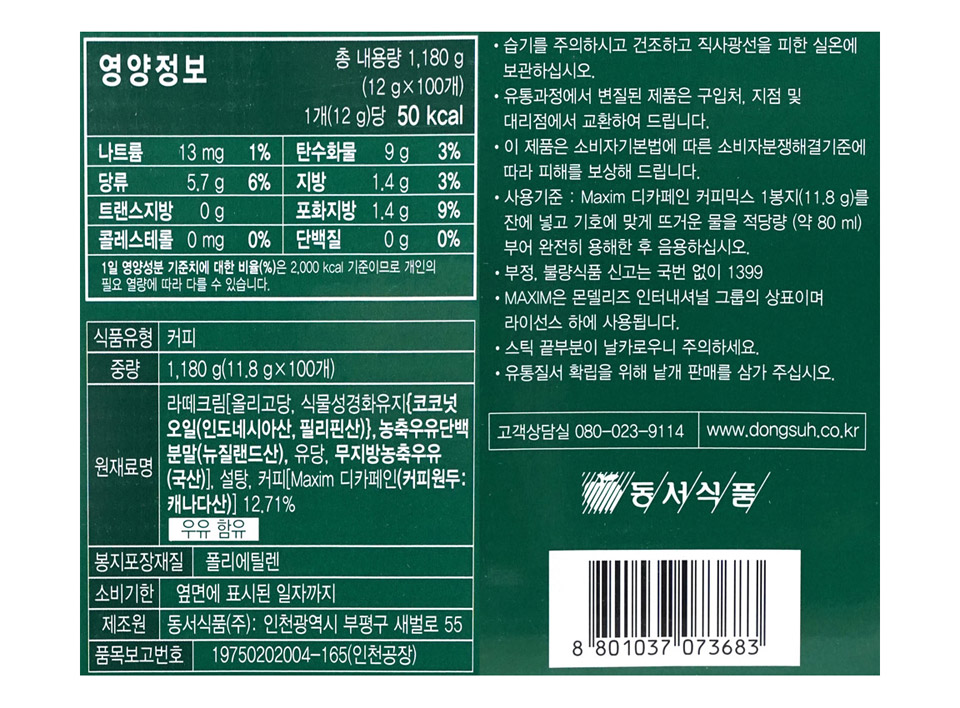 영양정보
총 내용량 1,180 g
(12 g×100개)
1개(12 g)당 50 kcal
나트륨 13 mg 1% 탄수화물 9 g 3%
당류 5.7 g 6% 지방 1.4 g 3%
트랜스지방 0 g 포화지방 1.4 g 9%
콜레스테롤 0 mg 0% 단백질 0 g 0%
1일 영양성분 기준치에 대한 비율(%)은 2,000 kcal 기준이므로 개인의
필요 열량에 따라 다를 수 있습니다.
식품유형 커피
중량 1,180 g(11.8 g×100개)
원재료명
라떼크림[올리고당, 식물성경화유지{코코넛
오일(인도네시아산, 필리핀산)}, 농축우유단백
분말(뉴질랜드산), 유당, 무지방농축우유
(국산)], 설탕, 커피[Maxim 디카페인(커피원두:
캐나다산)] 12.71%
우유 함유
봉지포장재질 폴리에틸렌
소비기한 옆면에 표시된 일자까지
제조원 동서식품(주): 인천광역시 부평구 새벌로 55
품목보고번호 19750202004-165(인천공장)
• 습기를 주의하시고 건조하고 직사광선을 피한 실온에
보관하십시오.
• 유통과정에서 변질된 제품은 구입처, 지점 및
대리점에서 교환하여 드립니다.
• 이 제품은 소비자기본법에 따른 소비자분쟁해결기준에
따라 피해를 보상해 드립니다.
• 사용기준 : Maxim 디카페인 커피믹스 1봉지(11.8 g)를
잔에 넣고 기호에 맞게 뜨거운 물을 적당량 (약 80 ml)
부어 완전히 용해한 후 음용하십시오.
• 부정, 불량식품 신고는 국번 없이 1399
• MAXIM은 몬델리즈 인터내셔널 그룹의 상표이며
라이선스 하에 사용됩니다.
• 스틱 끝부분이 날카로우니 주의하세요.
• 유통질서 확립을 위해 낱개 판매를 삼가 주십시오.
고객상담실 080-023-9114 www.dongsuh.co.kr
동서식품
8 801037 073683